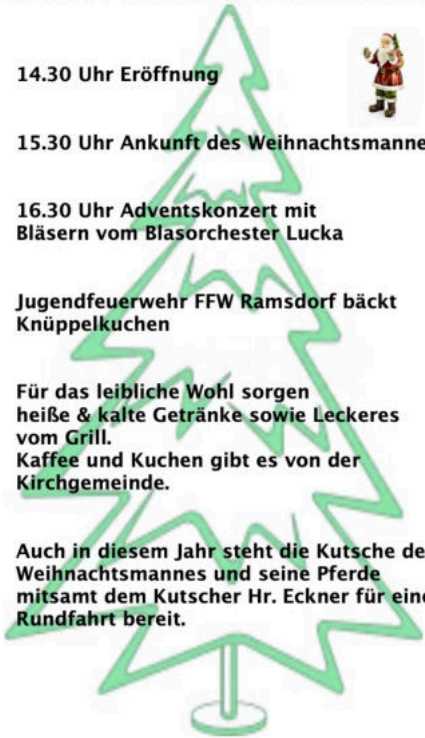 14.30 Uhr Eröffnung
15.30 Uhr Ankunft des Weihnachtsmanne
16.30 Uhr Adventskonzert mit
Bläsern vom Blasorchester Lucka
Jugendfeuerwehr FFW Ramsdorf bäckt
Knüppelkuchen
Für das leibliche Wohl sorgen
heiße & kalte Getränke sowie Leckeres
vom Grill.
Kaffee und Kuchen gibt es von der
Kirchgemeinde.
Auch in diesem Jahr steht die Kutsche de
Weihnachtsmannes und seine Pferde
mitsamt dem Kutscher Hr. Eckner für eine
Rundfahrt bereit.